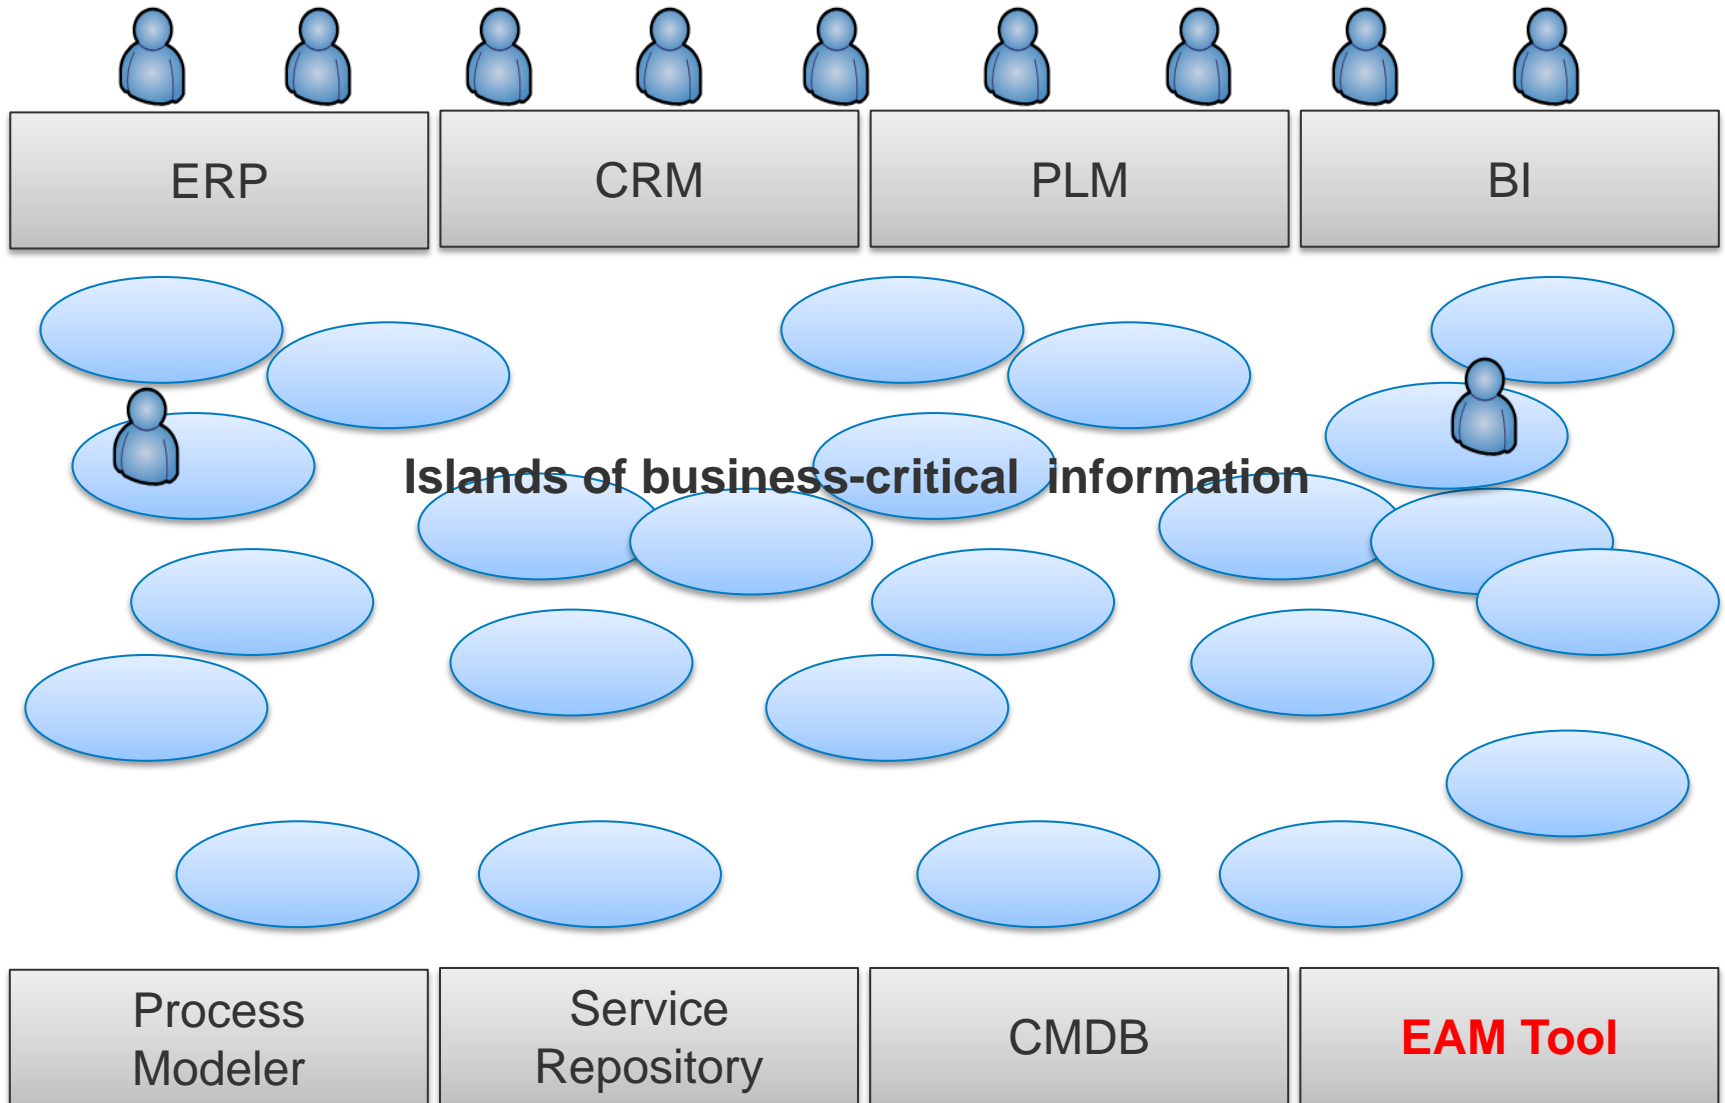 ERP
CRM
PLM
BI
Islands of business-critical  information
Process
Modeler
Service
Repository
CMDB
EAM Tool